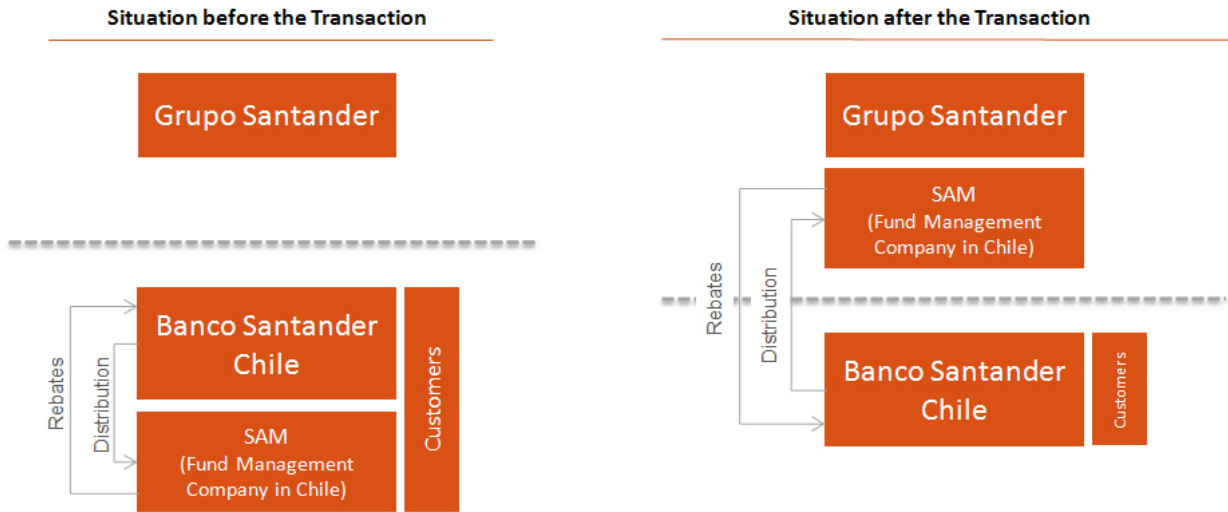 Situation before the Transaction
Grupo Santander
Banco Santander
Chile
SAM
(Fund Management
Company in Chile)
Customers
Rebates
Distribution
Situation after the Transaction
Grupo Santander
SAM
(Fund Management
Company in Chile)
Rebates
Distribution
Banco Santander
Chile
Customers